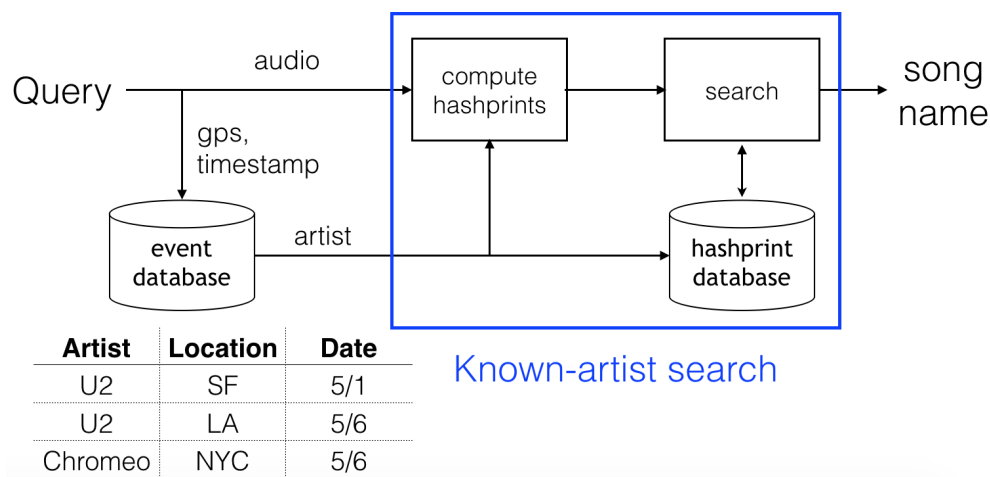 Query
audio
gps,
timestamp
compute
hashprints
search
song
name
event
database
artist
hashprint
database
Known-artist search
Artist Location Date
U2 SF 5/1
U2 LA 5/6
Chromeo NYC 5/6